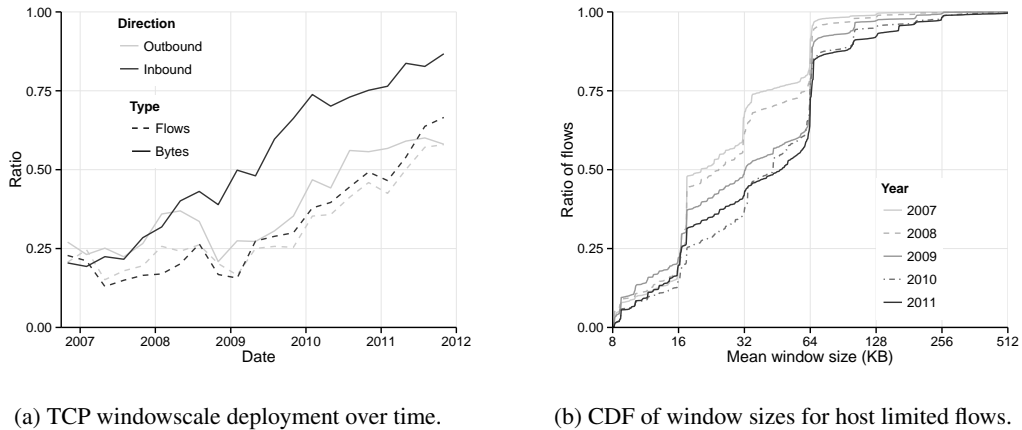 1.00
0.75
0.50
0.25
0.00
Ratio
Direction
Outbound
Inbound
Type
Flows
Bytes
2007 2008 2009 2010 2011 2012
Date
(a) TCP windowscale deployment over time.
1.00
0.75
0.50
0.25
0.00
Ratio of flows
Year
2007
2008
2009
2010
2011
8 16 32 64 128 256 512
Mean window size (KB)
(b) CDF of window sizes for host limited flows.